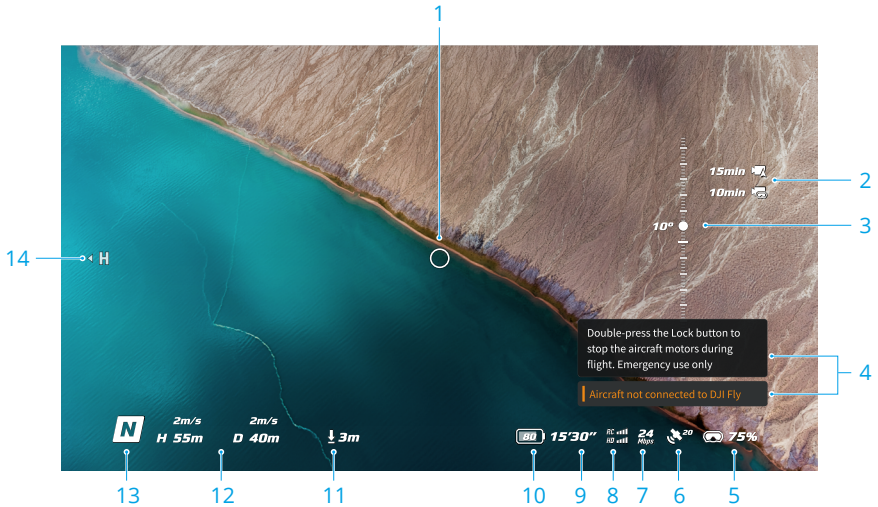 1
15min
10min
2
10°
3
14
H
Double-press the Lock button to
stop the aircraft motors during
flight. Emergency use only
Aircraft not connected to DJI Fly
4
N
2m/s
H 55m
2m/s
D 40m
3m
80
15'30"
RC
HD
24
Mbps
20
75%
13
12
11
10
9
8
7
6
5